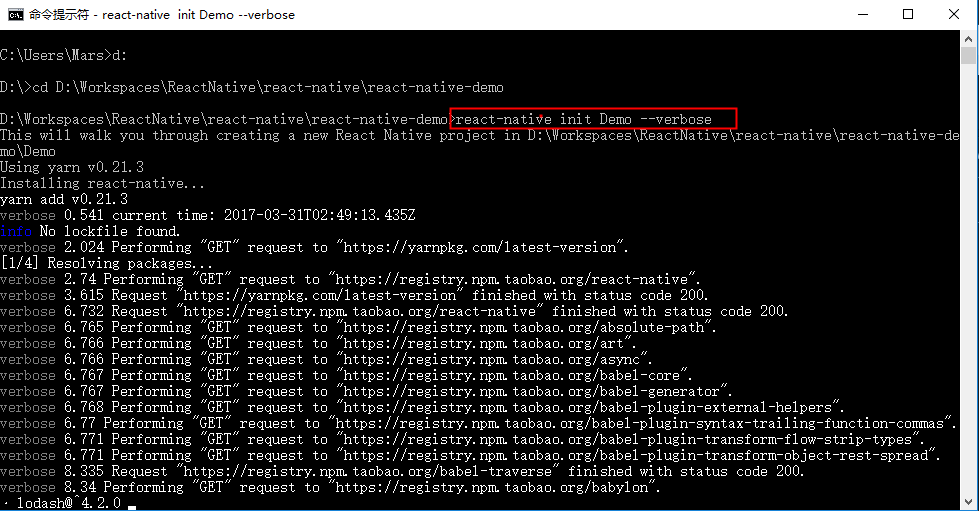 命令提示符 - react-native  init Demo --verbose
C:\Users\Mars>d:
D:\>cd D:\Workspaces\ReactNative\react-native\react-native-demo
D:\Workspaces\ReactNative\react-native\react-native-demo>react-native init Demo --verbose
This will walk you through creating a new React Native project in D:\Workspaces\ReactNative\react-native\react-native-de
mo\Demo
Using yarn v0.21.3
Installing react-native...
yarn add v0.21.3
verbose 0.541 current time: 2017-03-31T02:49:13.435Z
info No lockfile found.
verbose 2.024 Performing "GET" request to "https://yarnpkg.com/latest-version".
[1/4] Resolving packages...
verbose 2.74 Performing "GET" request to "https://registry.npm.taobao.org/react-native".
verbose 3.615 Request "https://yarnpkg.com/latest-version" finished with status code 200.
verbose 6.732 Request "https://registry.npm.taobao.org/react-native" finished with status code 200.
verbose 6.765 Performing "GET" request to "https://registry.npm.taobao.org/absolute-path".
verbose 6.766 Performing "GET" request to "https://registry.npm.taobao.org/art".
verbose 6.766 Performing "GET" request to "https://registry.npm.taobao.org/async".
verbose 6.767 Performing "GET" request to "https://registry.npm.taobao.org/babel-core".
verbose 6.767 Performing "GET" request to "https://registry.npm.taobao.org/babel-generator".
verbose 6.768 Performing "GET" request to "https://registry.npm.taobao.org/babel-plugin-external-helpers".
verbose 6.77 Performing "GET" request to "https://registry.npm.taobao.org/babel-plugin-syntax-trailing-function-commas".
verbose 6.771 Performing "GET" request to "https://registry.npm.taobao.org/babel-plugin-transform-flow-strip-types".
verbose 6.771 Performing "GET" request to "https://registry.npm.taobao.org/babel-plugin-transform-object-rest-spread".
verbose 8.335 Request "https://registry.npm.taobao.org/babel-traverse" finished with status code 200.
verbose 8.34 Performing "GET" request to "https://registry.npm.taobao.org/babylon".
· lodash@^4.2.0